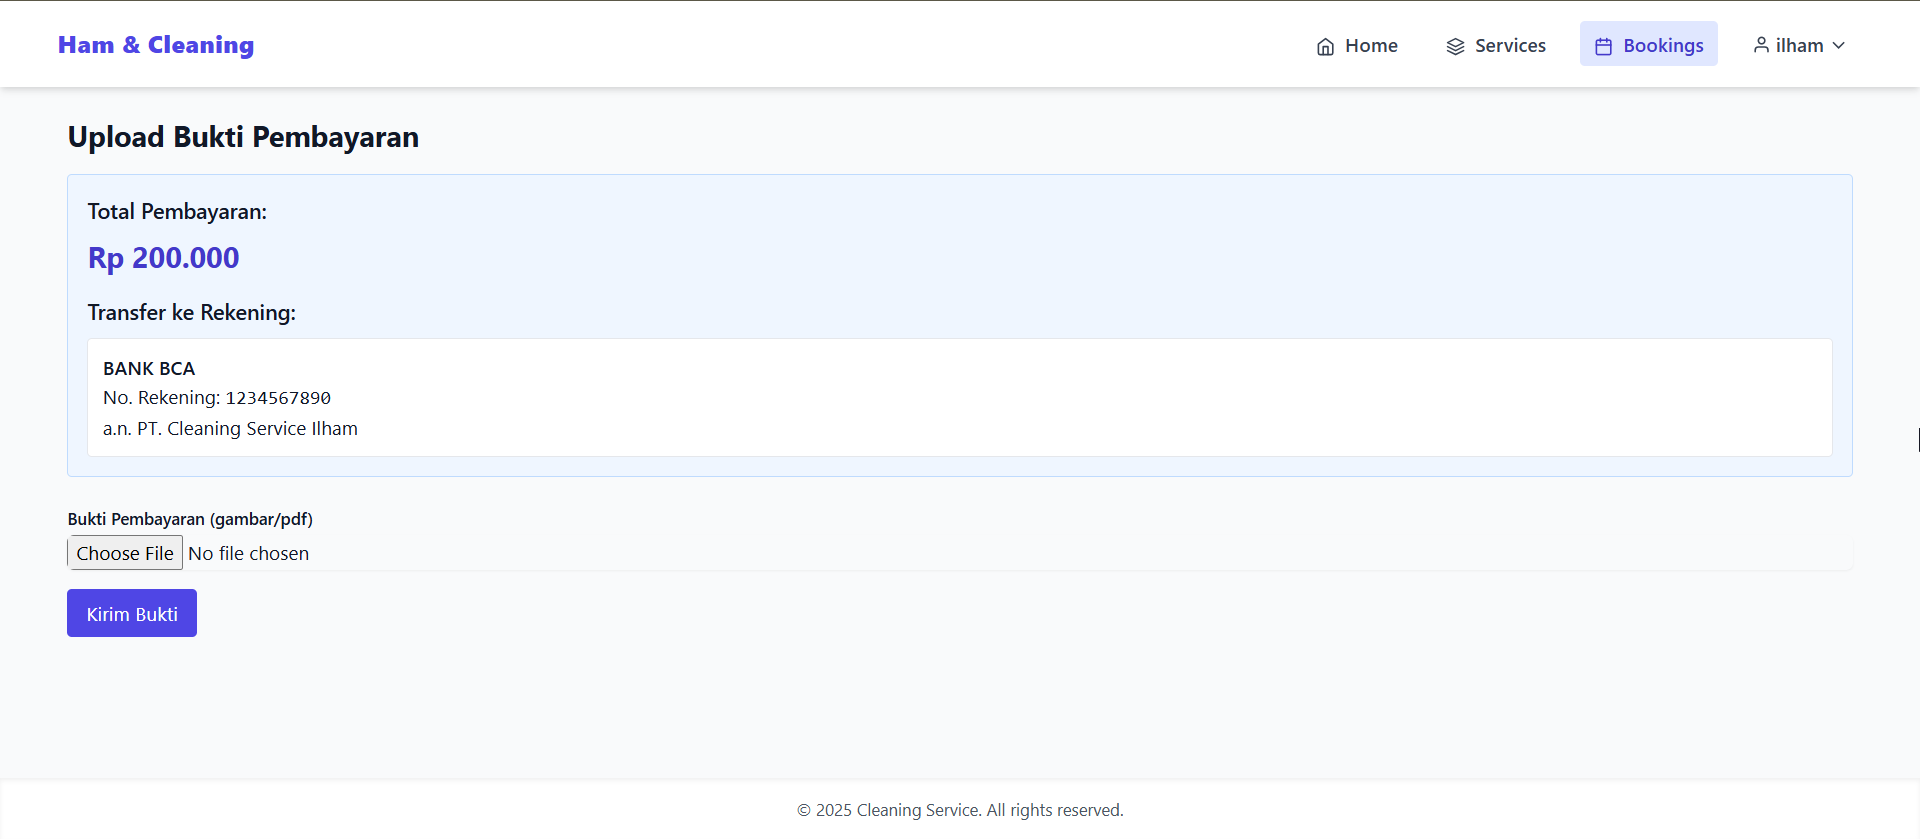 Ham & Cleaning
Home
Services
Bookings
ilham
Upload Bukti Pembayaran
Total Pembayaran:
Rp 200.000
Transfer ke Rekening:
BANK BCA
No. Rekening: 1234567890
a.n. PT. Cleaning Service Ilham
Bukti Pembayaran (gambar/pdf)
Choose File No file chosen
Kirim Bukti
© 2025 Cleaning Service. All rights reserved.